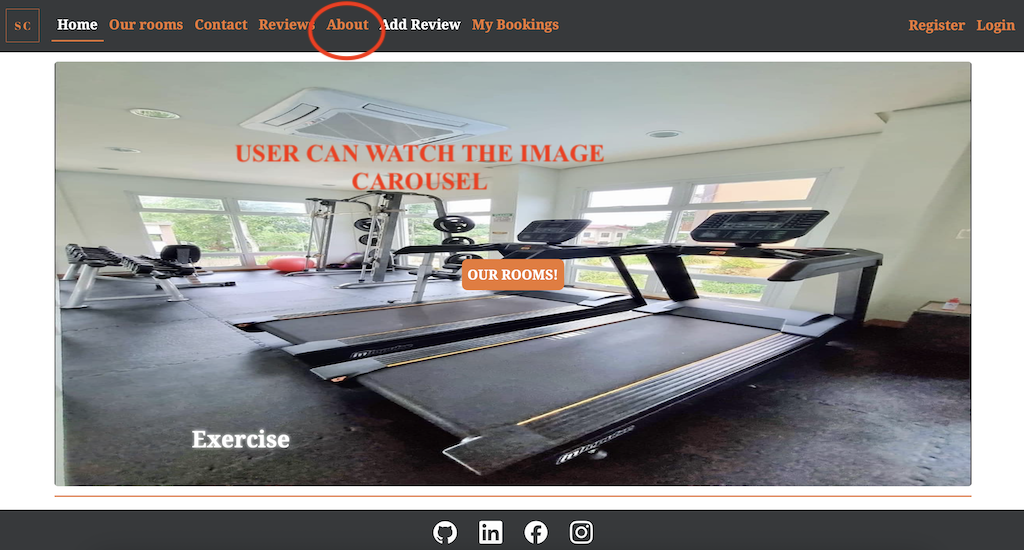 SC Home Our rooms Contact Reviews About Add Review My Bookings Register Login
USER CAN WATCH THE IMAGE
CAROUSEL
OUR ROOMS!
Exercise